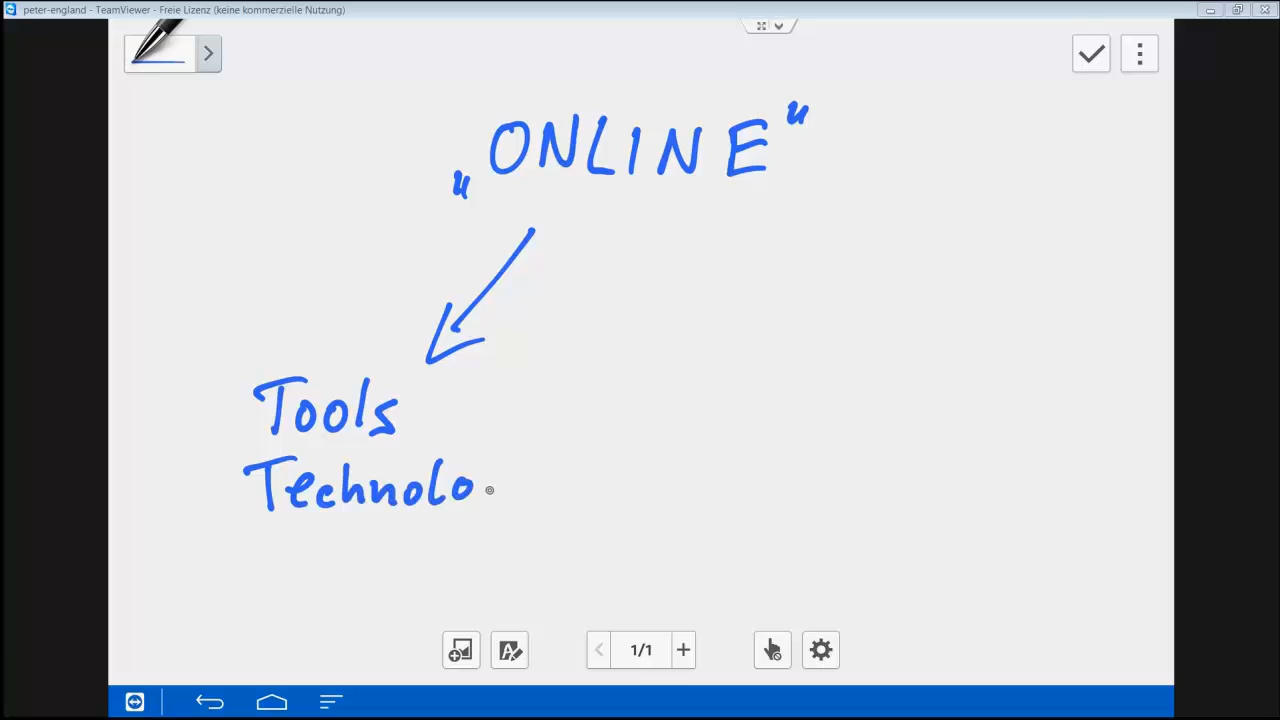 peter-england - TeamViewer - Freie Lizenz (keine kommerzielle Nutzung)
„ONLINE"
Tools
Technolo
1/1